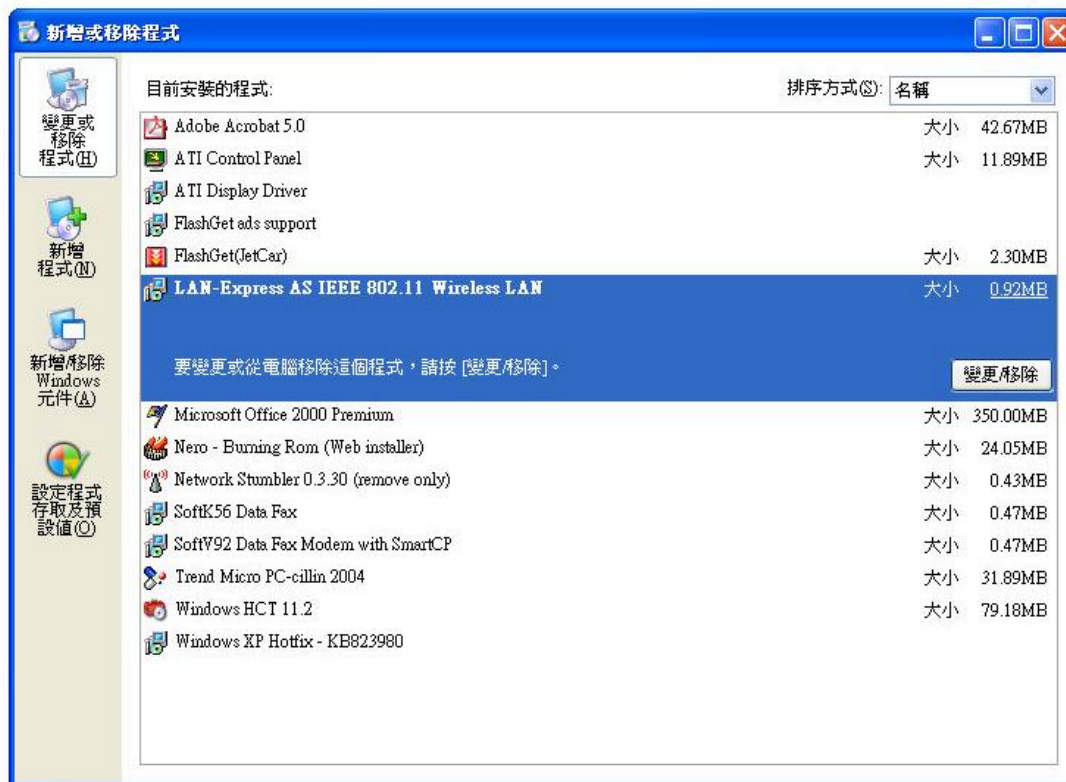 新增或移除程式
變更或
移除
程式(H)
新增
程式(N)
新增/移除
Windows
元件(A)
設定程式
存取及預
設值(O)
目前安裝的程式:
排序方式(S): 名稱
Adobe Acrobat 5.0 大小 42.67MB
ATI Control Panel 大小 11.89MB
ATI Display Driver
FlashGet ads support
FlashGet(JetCar) 大小 2.30MB
LAN-Express AS IEEE 802.11 Wireless LAN 大小 0.92MB
要變更或從電腦移除這個程式，請按 [變更/移除]。 變更/移除
Microsoft Office 2000 Premium 大小 350.00MB
Nero - Burning Rom (Web installer) 大小 24.05MB
Network Stumbler 0.3.30 (remove only) 大小 0.43MB
SoftK56 Data Fax 大小 0.47MB
SoftV92 Data Fax Modem with SmartCP 大小 0.47MB
Trend Micro PC-cillin 2004 大小 31.89MB
Windows HCT 11.2 大小 79.18MB
Windows XP Hotfix - KB823980